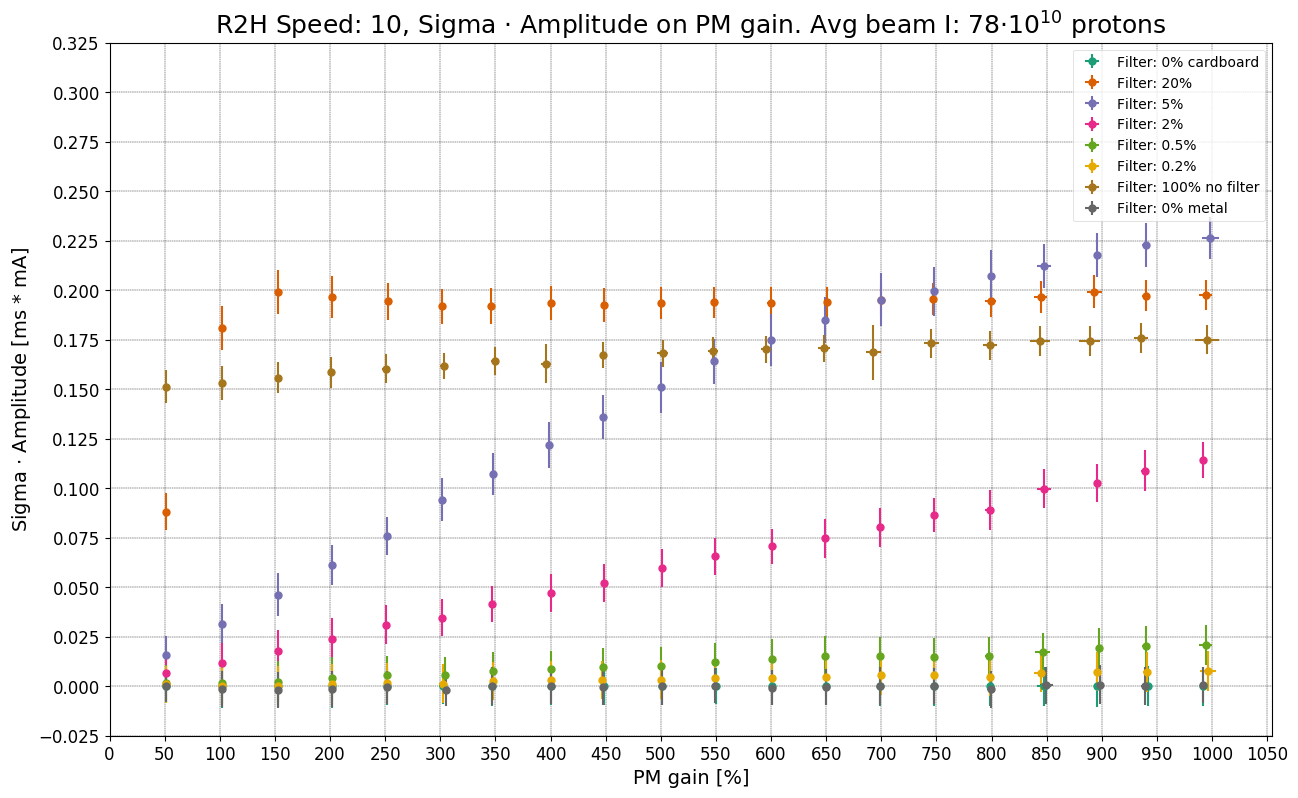 R2H Speed: 10, Sigma · Amplitude on PM gain. Avg beam I: 78·10^10 protons
0.325
0.300
0.275
0.250
0.225
0.200
0.175
0.150
0.125
0.100
0.075
0.050
0.025
0.000
−0.025
Sigma · Amplitude [ms * mA]
Filter: 0% cardboard
Filter: 20%
Filter: 5%
Filter: 2%
Filter: 0.5%
Filter: 0.2%
Filter: 100% no filter
Filter: 0% metal
0 50 100 150 200 250 300 350 400 450 500 550 600 650 700 750 800 850 900 950 1000 1050
PM gain [%]